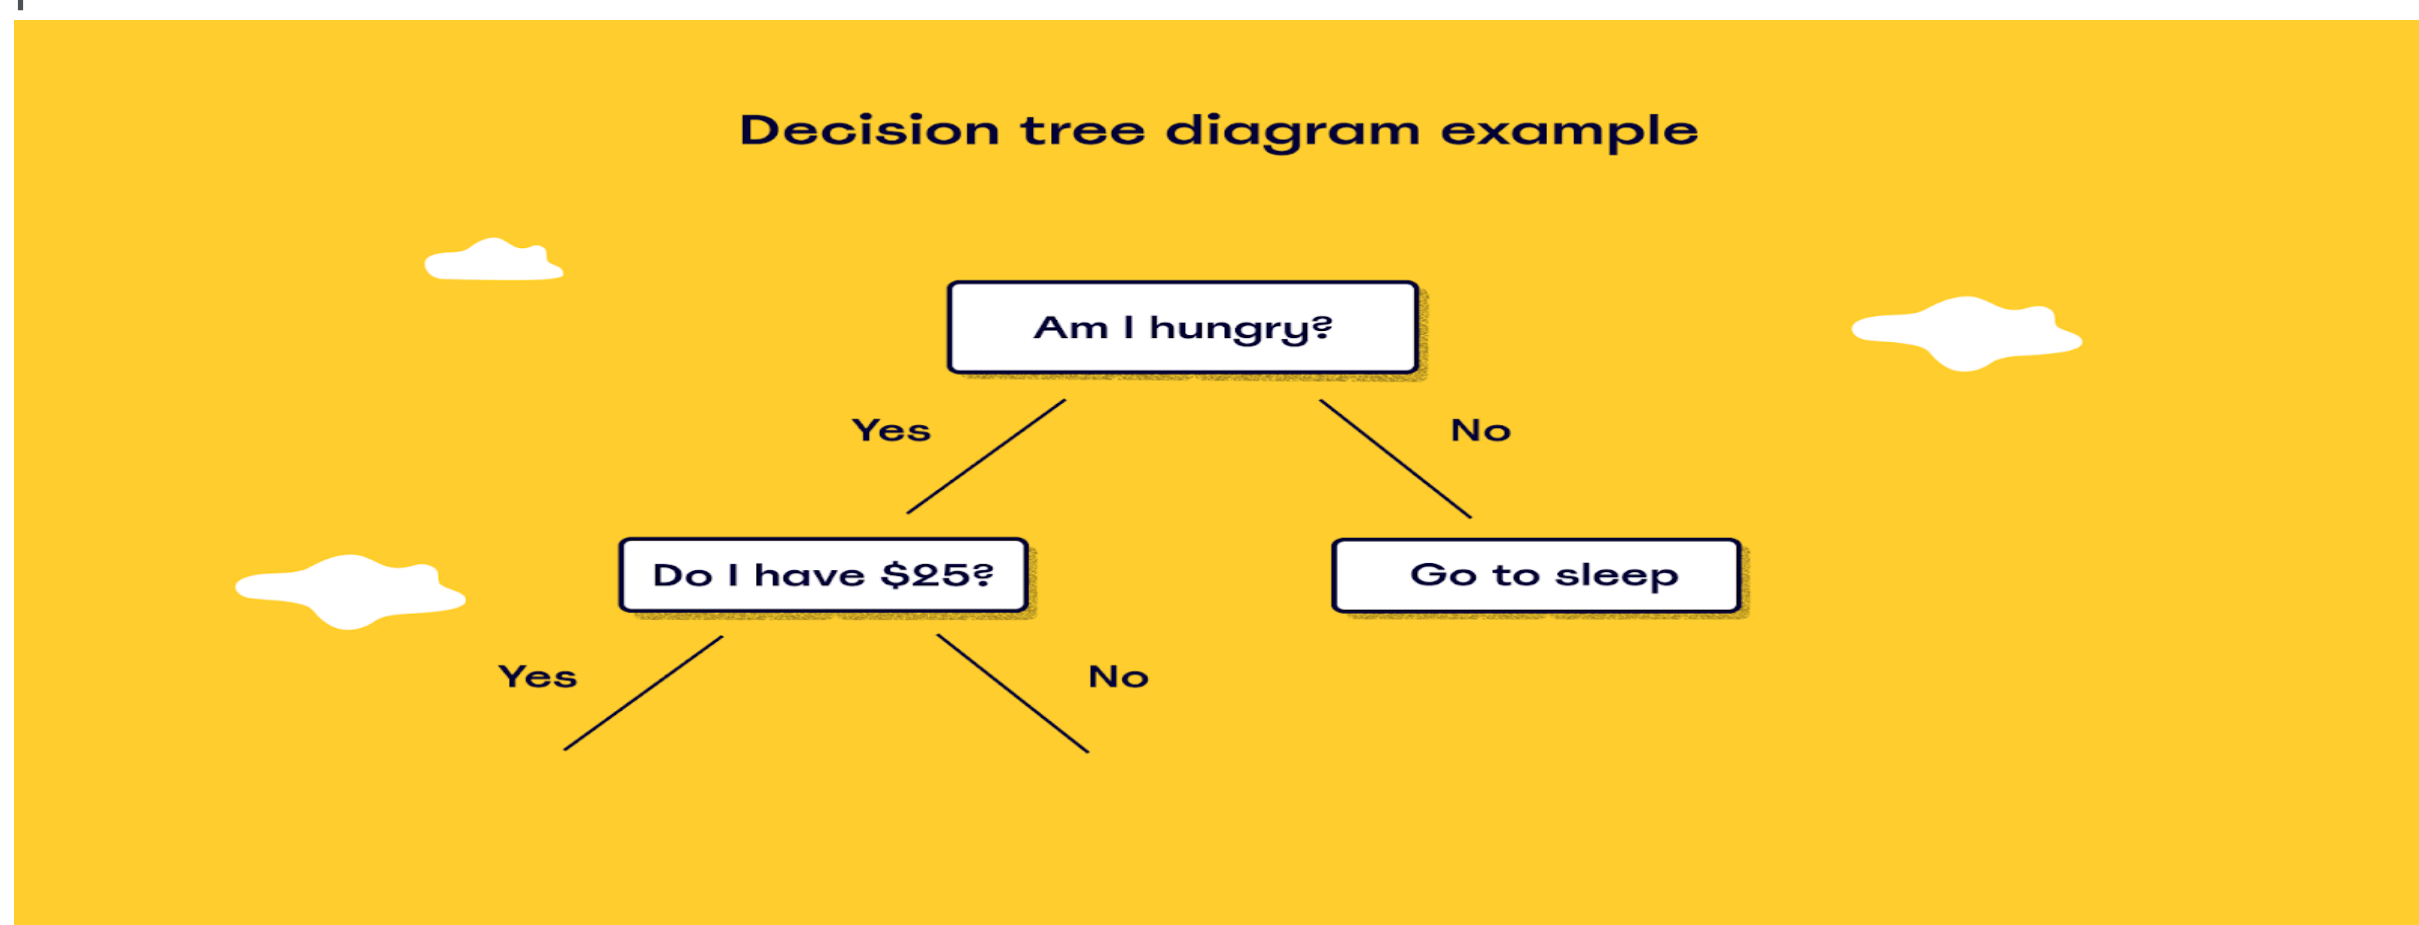 Decision tree diagram example
Am I hungry?
Yes
No
Do I have $25?
Go to sleep
Yes
No